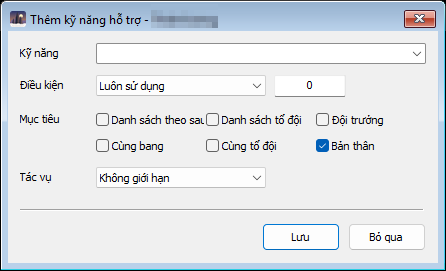 Thêm kỹ năng hỗ trợ -
Kỹ năng
Điều kiện Luôn sử dụng 0
Mục tiêu Danh sách theo sau Danh sách tổ đội Đội trưởng
Cùng bang Cùng tổ đội Bản thân
Tác vụ Không giới hạn
Lưu Bỏ qua